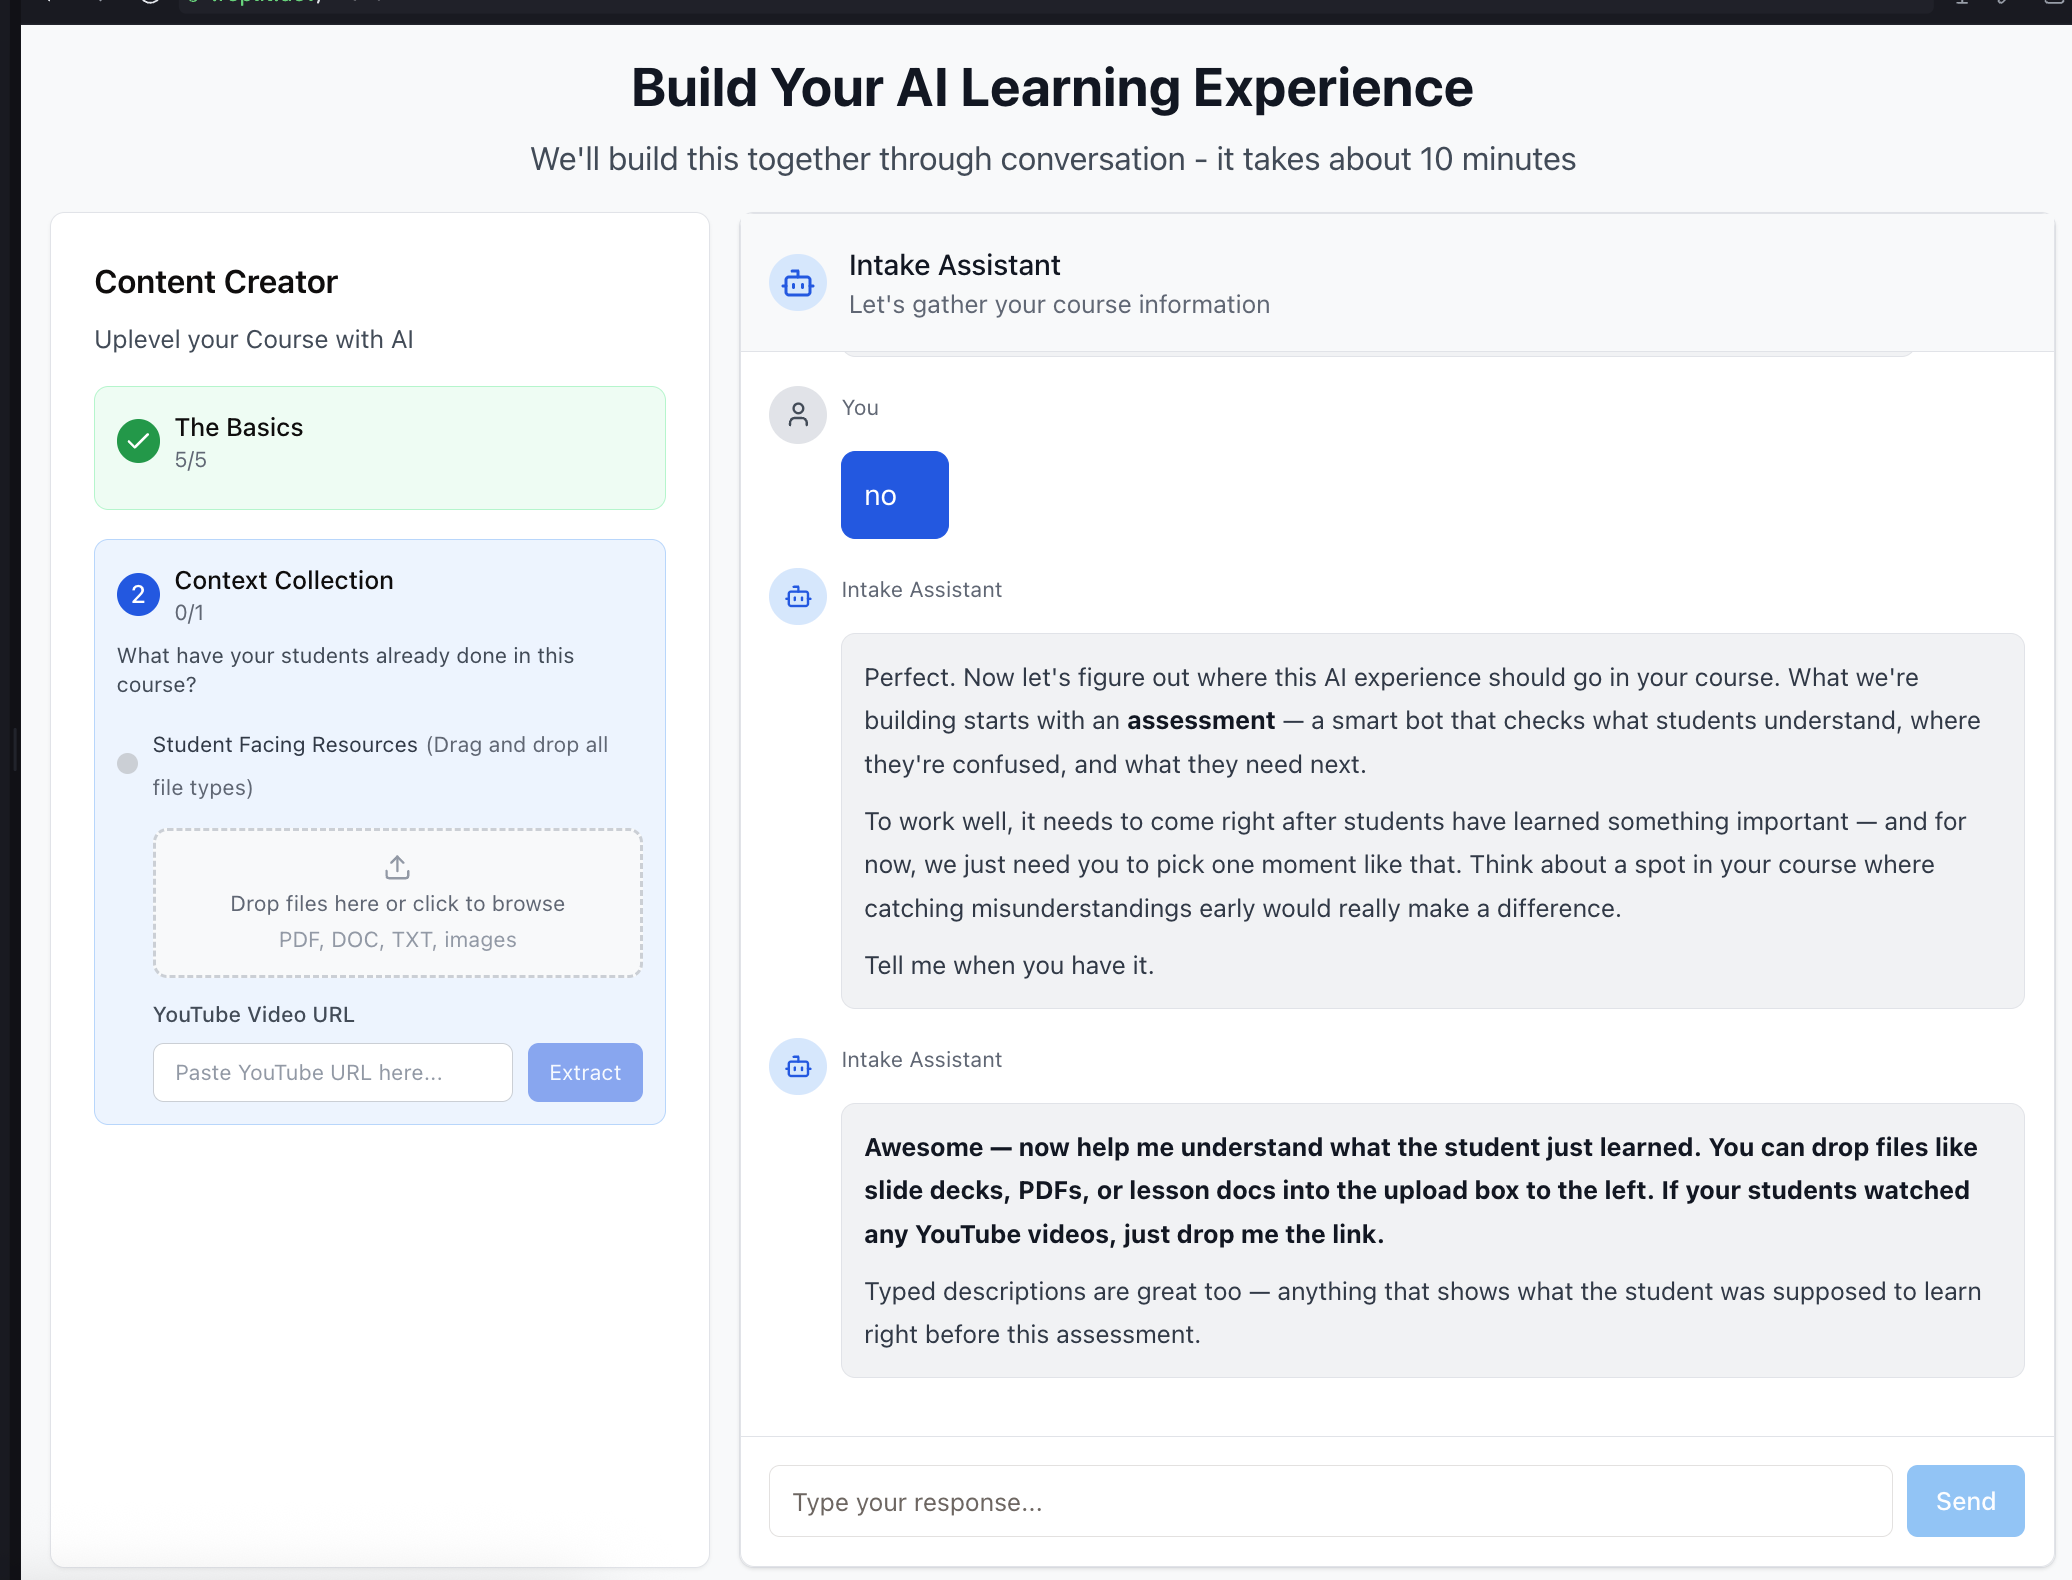 Build Your AI Learning Experience
We'll build this together through conversation - it takes about 10 minutes
Content Creator
Uplevel your Course with AI
The Basics
5/5
2
Context Collection
0/1
What have your students already done in this
course?
Student Facing Resources (Drag and drop all
file types)
Drop files here or click to browse
PDF, DOC, TXT, images
YouTube Video URL
Paste YouTube URL here...
Extract
Intake Assistant
Let's gather your course information
You
no
Intake Assistant
Perfect. Now let's figure out where this AI experience should go in your course. What we're
building starts with an assessment — a smart bot that checks what students understand, where
they're confused, and what they need next.
To work well, it needs to come right after students have learned something important — and for
now, we just need you to pick one moment like that. Think about a spot in your course where
catching misunderstandings early would really make a difference.
Tell me when you have it.
Intake Assistant
Awesome — now help me understand what the student just learned. You can drop files like
slide decks, PDFs, or lesson docs into the upload box to the left. If your students watched
any YouTube videos, just drop me the link.
Typed descriptions are great too — anything that shows what the student was supposed to learn
right before this assessment.
Type your response...
Send